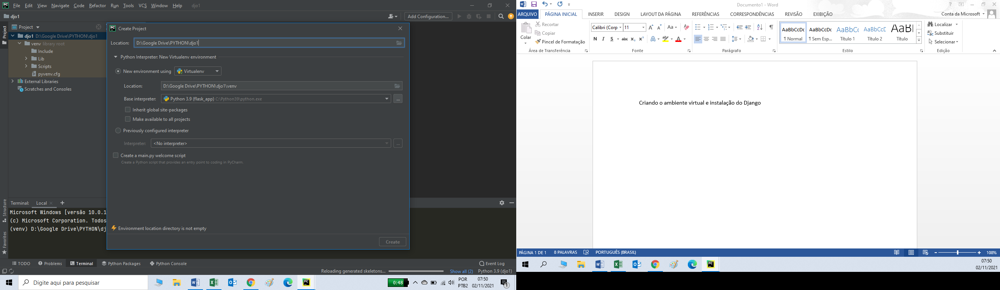 File Edit View Navigate Code Refactor Run Tools VCS Window Help djo1
djo1
Add Configuration...
Project
Project
djo1 D:\Google Drive\PYTHON\djo1
venv library root
Include
Lib
Scripts
pyvenv.cfg
External Libraries
Scratches and Consoles
Create Project
Location: D:\Google Drive\PYTHON\djo1
Python Interpreter: New Virtualenv environment
New environment using Virtualenv
Location: D:\Google Drive\PYTHON\djo1\venv
Base interpreter: Python 3.9 (flask_app) C:\Python39\python.exe
...
Inherit global site-packages
Make available to all projects
Previously configured interpreter
Interpreter: <No interpreter>
...
Create a main.py welcome script
Create a Python script that provides an entry point to coding in PyCharm.
Environment location directory is not empty
Create
Structure
Favorites
Terminal: Local
Microsoft Windows [versão 10.0.1
(c) Microsoft Corporation. Todos
(venv) D:\Google Drive\PYTHON\dj
TODO Problems Terminal Python Packages Python Console Event Log
Reloading generated skeletons... Show all (2) Python 3.9 (djo1)
Digite aqui para pesquisar
0:48
POR
PTB2
07:50
02/11/2021
1
Documento1 - Word
ARQUIVO PÁGINA INICIAL INSERIR DESIGN LAYOUT DA PÁGINA REFERÊNCIAS CORRESPONDÊNCIAS REVISÃO EXIBIÇÃO Conta da Microsoft
Colar
Recortar
Copiar
Pincel de Formatação
Área de Transferência
Calibri (Corp 11
N I S abc x₂ x²
Fonte
Parágrafo
AaBbCcDc AaBbCcDc AaBbCc AaBbCcE AaB
¶ Normal ¶ Sem Esp... Título 1 Título 2 Título
Estilo
Localizar
Substituir
Selecionar
Edição
Criando o ambiente virtual e instalação do Django
PÁGINA 1 DE 1 8 PALAVRAS PORTUGUÊS (BRASIL) 108%
07:50
02/11/2021